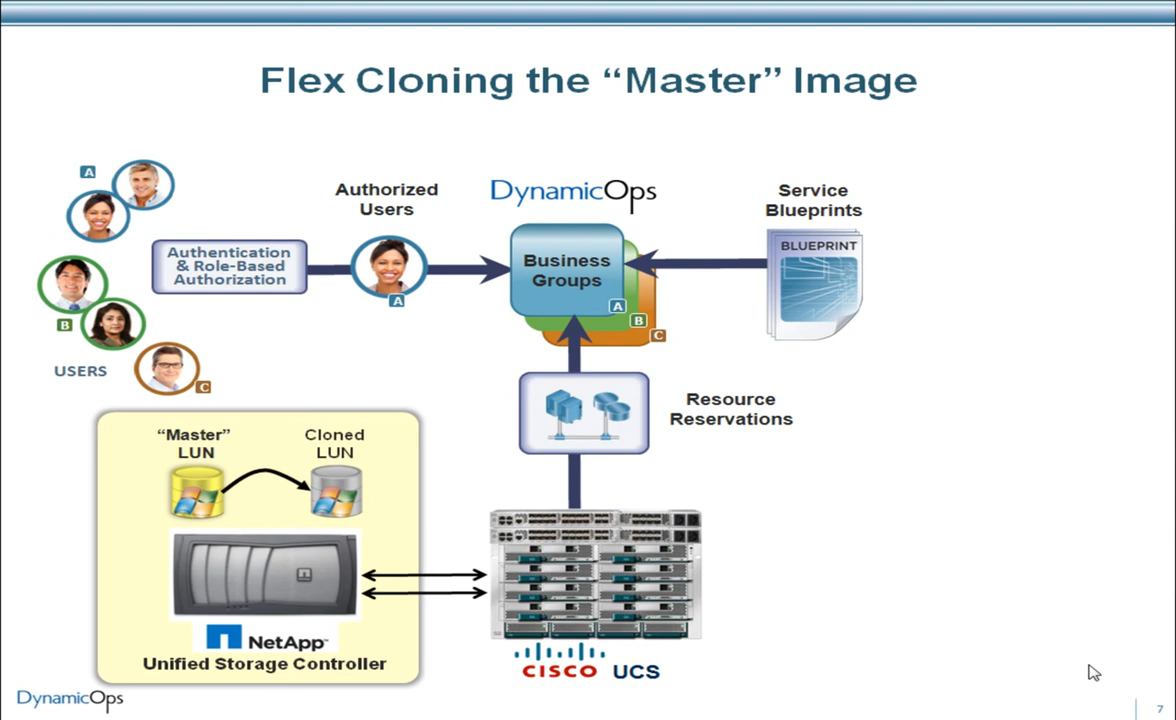 Flex Cloning the “Master” Image
A
Authorized
Users
DynamicOps
Service
Blueprints
Authentication
& Role-Based
Authorization
Business
Groups
BLUEPRINT
A
A
B
C
B
USERS
C
Resource
Reservations
“Master”
LUN
Cloned
LUN
NetApp™
Unified Storage Controller
CISCO UCS
DynamicOps
7